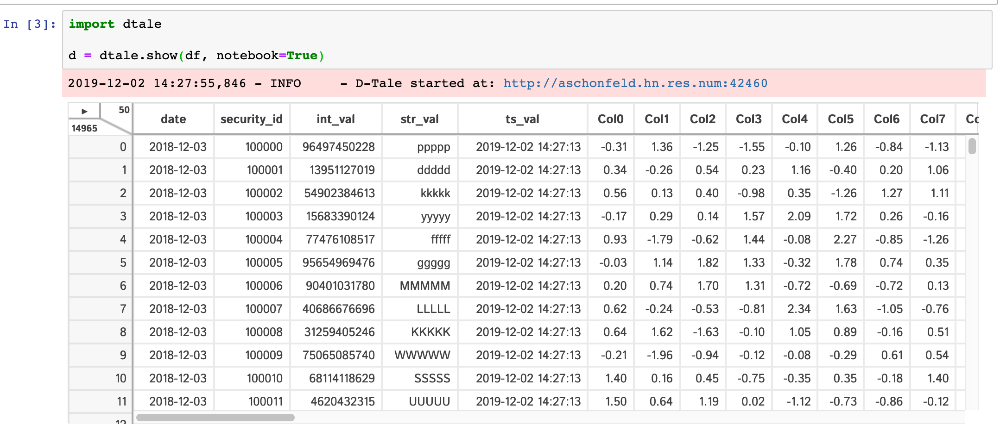 In [3]: import dtale
d = dtale.show(df, notebook=True)
2019-12-02 14:27:55,846 - INFO     - D-Tale started at: http://aschonfeld.hn.res.num:42460
▶ 50
14965
date security_id int_val str_val ts_val Col0 Col1 Col2 Col3 Col4 Col5 Col6 Col7 Co
0 2018-12-03 100000 96497450228 ppppp 2019-12-02 14:27:13 -0.31 1.36 -1.25 -1.55 -0.10 1.26 -0.84 -1.13
1 2018-12-03 100001 13951127019 ddddd 2019-12-02 14:27:13 0.34 -0.26 0.54 0.23 1.16 -0.40 0.20 1.06
2 2018-12-03 100002 54902384613 kkkkk 2019-12-02 14:27:13 0.56 0.13 0.40 -0.98 0.35 -1.26 1.27 1.11
3 2018-12-03 100003 15683390124 yyyyy 2019-12-02 14:27:13 -0.17 0.29 0.14 1.57 2.09 1.72 0.26 -0.16
4 2018-12-03 100004 77476108517 fffff 2019-12-02 14:27:13 0.93 -1.79 -0.62 1.44 -0.08 2.27 -0.85 -1.26
5 2018-12-03 100005 95654969476 ggggg 2019-12-02 14:27:13 -0.03 1.14 1.82 1.33 -0.32 1.78 0.74 0.35
6 2018-12-03 100006 90401031780 MMMMM 2019-12-02 14:27:13 0.20 0.74 1.70 1.31 -0.72 -0.69 -0.72 0.13
7 2018-12-03 100007 40686676696 LLLLL 2019-12-02 14:27:13 0.62 -0.24 -0.53 -0.81 2.34 1.63 -1.05 -0.76
8 2018-12-03 100008 31259405246 KKKKK 2019-12-02 14:27:13 0.64 1.62 -1.63 -0.10 1.05 0.89 -0.16 0.51
9 2018-12-03 100009 75065085740 WWWWW 2019-12-02 14:27:13 -0.21 -1.96 -0.94 -0.12 -0.08 -0.29 0.61 0.54
10 2018-12-03 100010 68114118629 SSSSS 2019-12-02 14:27:13 1.40 0.16 0.45 -0.75 -0.35 0.35 -0.18 1.40
11 2018-12-03 100011 4620432315 UUUUU 2019-12-02 14:27:13 1.50 0.64 1.19 0.02 -1.12 -0.73 -0.86 -0.12
12